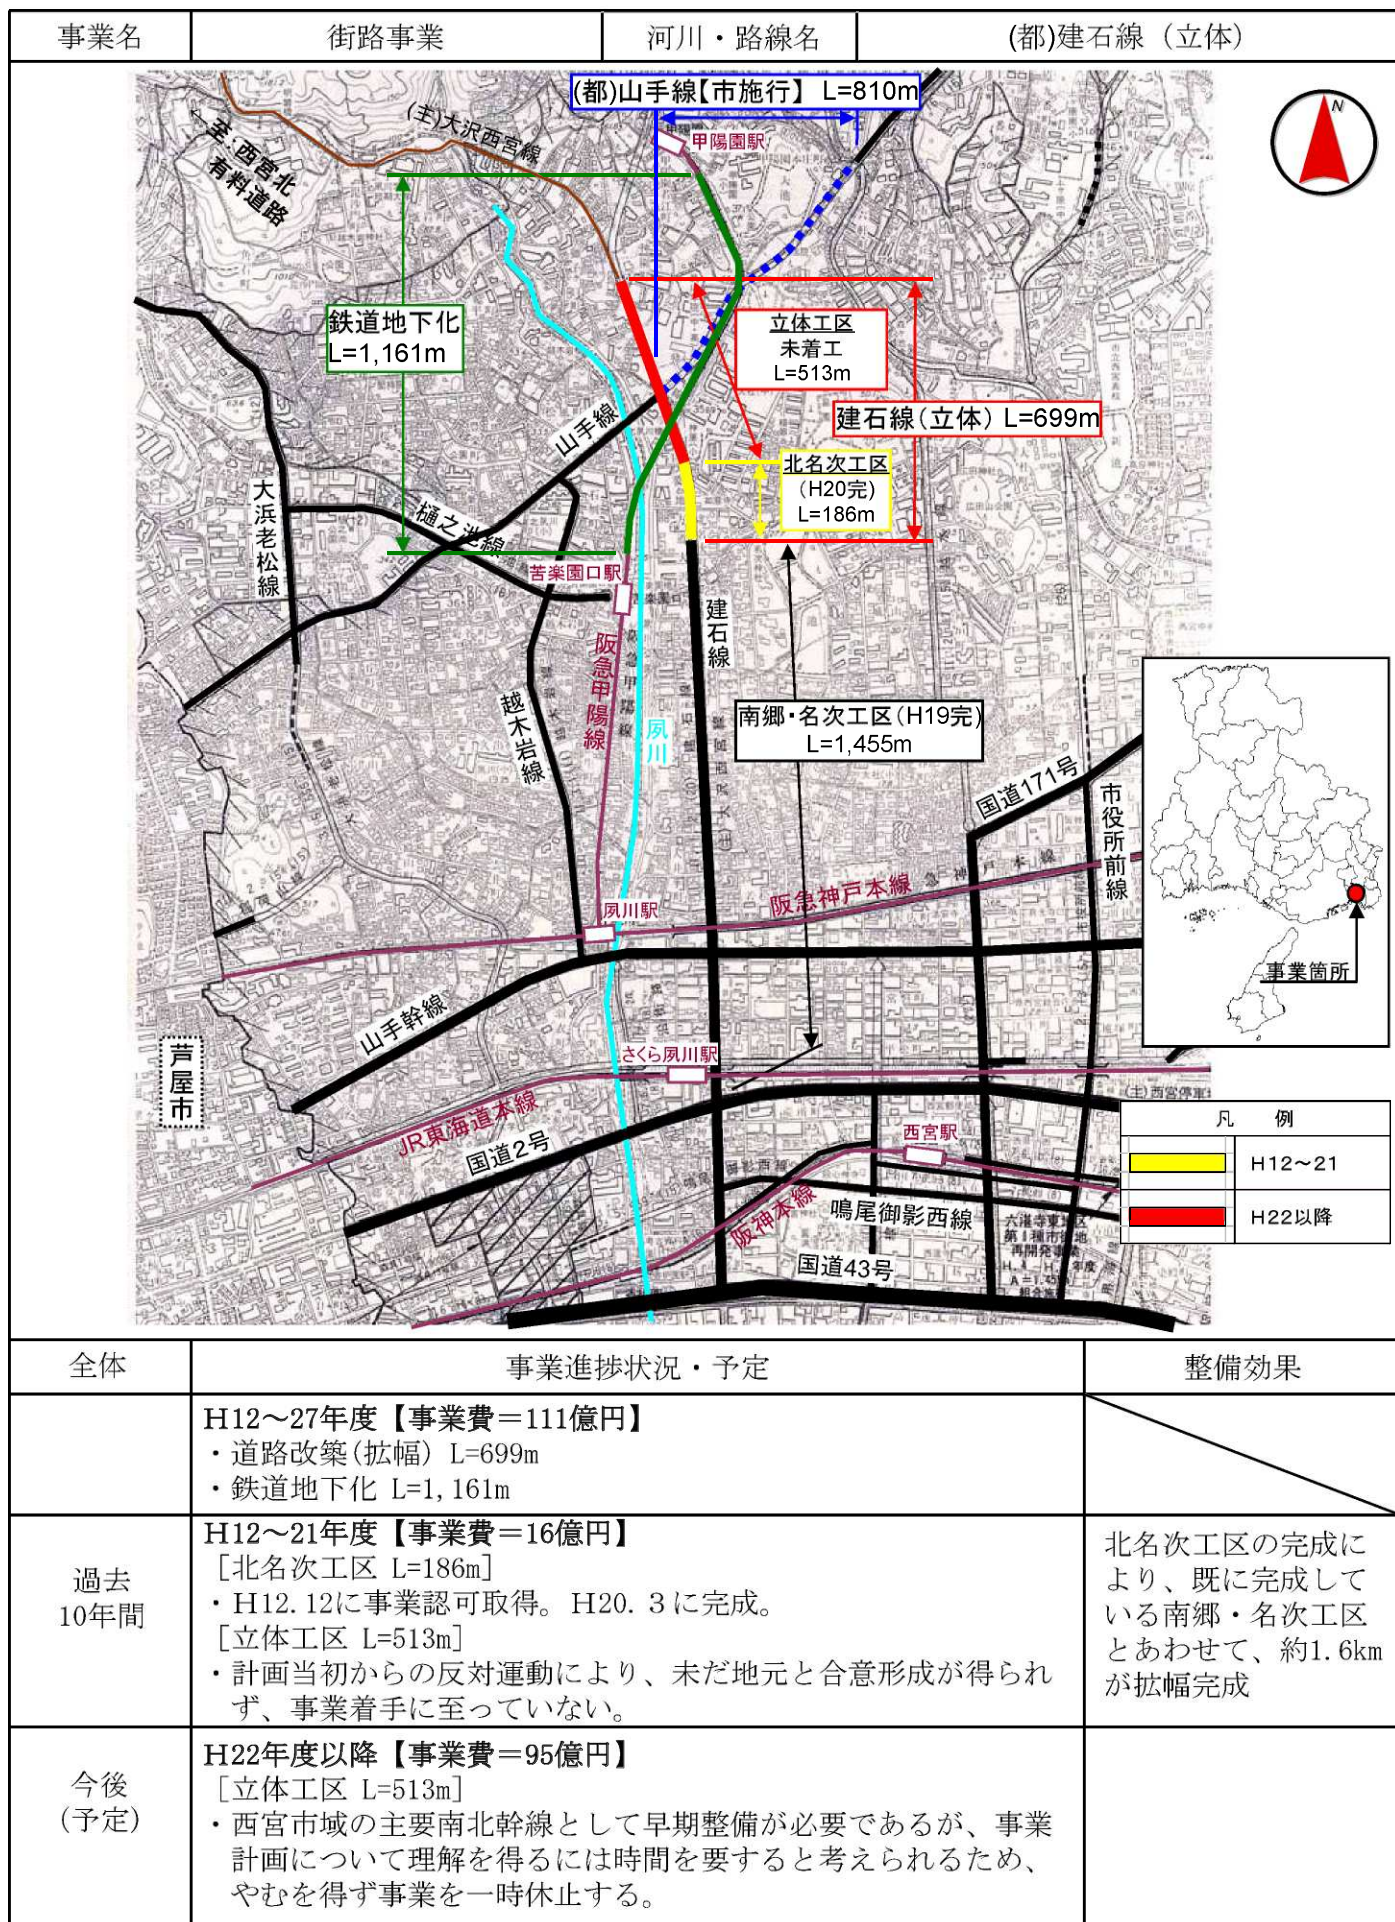 事業名
街路事業
河川・路線名
(都)建石線（立体）
(都)山手線【市施行】 L=810m
(主)大沢西宮線
至:西宮北
有料道路
甲陽園駅
鉄道地下化
L=1,161m
立体工区
未着工
L=513m
建石線(立体) L=699m
山手線
北名次工区
(H20完)
L=186m
大浜老松線
樋之池線
苦楽園口駅
建石線
阪急甲陽線
越木岩線
夙川
南郷・名次工区(H19完)
L=1,455m
国道171号
市役所前線
阪急神戸本線
夙川駅
事業箇所
山手幹線
芦屋市
さくら夙川駅
JR東海道本線
国道2号
(主)西宮停車
西宮駅
阪神本線
鳴尾御影西線
国道43号
凡 例
H12～21
H22以降
全体
事業進捗状況・予定
整備効果
H12～27年度【事業費＝111億円】
・道路改築(拡幅) L=699m
・鉄道地下化 L=1,161m
過去
10年間
H12～21年度【事業費＝16億円】
［北名次工区 L=186m］
・H12.12に事業認可取得。H20.３に完成。
［立体工区 L=513m］
・計画当初からの反対運動により、未だ地元と合意形成が得られ
ず、事業着手に至っていない。
北名次工区の完成に
より、既に完成して
いる南郷・名次工区
とあわせて、約1.6km
が拡幅完成
今後
(予定)
H22年度以降【事業費＝95億円】
［立体工区 L=513m］
・西宮市域の主要南北幹線として早期整備が必要であるが、事業
計画について理解を得るには時間を要すると考えられるため、
やむを得ず事業を一時休止する。